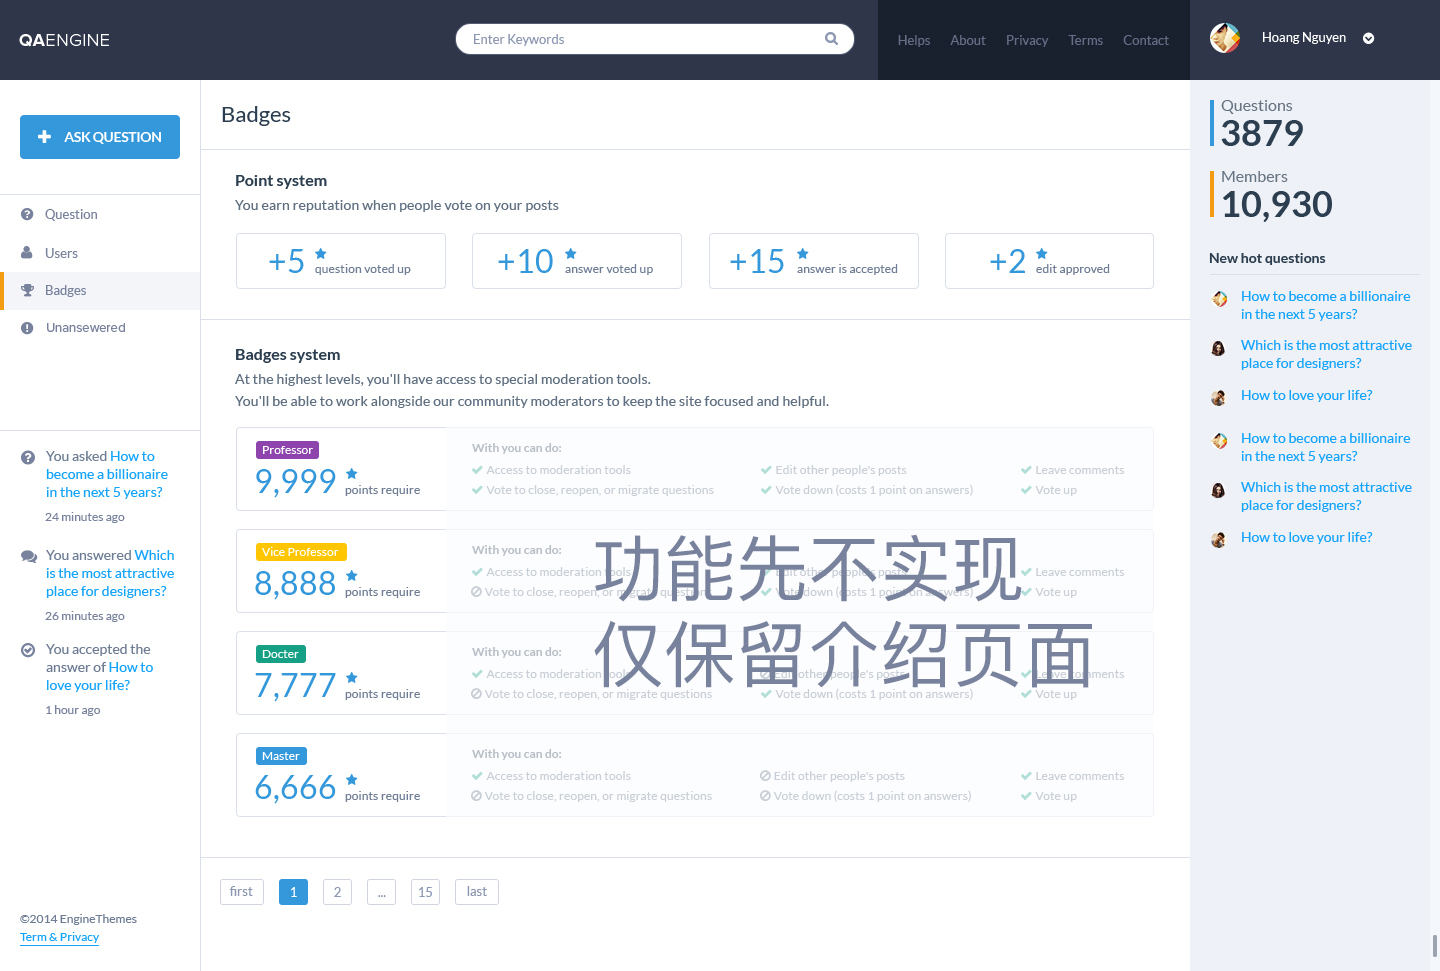 QAENGINE
Enter Keywords
Helps About Privacy Terms Contact
Hoang Nguyen
ASK QUESTION
Question
Users
Badges
Unansewered
You asked How to
become a billionaire
in the next 5 years?
24 minutes ago
You answered Which
is the most attractive
place for designers?
26 minutes ago
You accepted the
answer of How to
love your life?
1 hour ago
©2014 EngineThemes
Term & Privacy
Badges
Point system
You earn reputation when people vote on your posts
+5 question voted up
+10 answer voted up
+15 answer is accepted
+2 edit approved
Badges system
At the highest levels, you'll have access to special moderation tools.
You'll be able to work alongside our community moderators to keep the site focused and helpful.
Professor
9,999 points require
With you can do:
Access to moderation tools Edit other people's posts Leave comments
Vote to close, reopen, or migrate questions Vote down (costs 1 point on answers) Vote up
Vice Professor
8,888 points require
With you can do:
Access to moderation tools Edit other people's posts Leave comments
Vote to close, reopen, or migrate questions Vote down (costs 1 point on answers) Vote up
功能先不实现
仅保留介绍页面
Docter
7,777 points require
With you can do:
Access to moderation tools Edit other people's posts Leave comments
Vote to close, reopen, or migrate questions Vote down (costs 1 point on answers) Vote up
Master
6,666 points require
With you can do:
Access to moderation tools Edit other people's posts Leave comments
Vote to close, reopen, or migrate questions Vote down (costs 1 point on answers) Vote up
first 1 2 ... 15 last
Questions
3879
Members
10,930
New hot questions
How to become a billionaire
in the next 5 years?
Which is the most attractive
place for designers?
How to love your life?
How to become a billionaire
in the next 5 years?
Which is the most attractive
place for designers?
How to love your life?